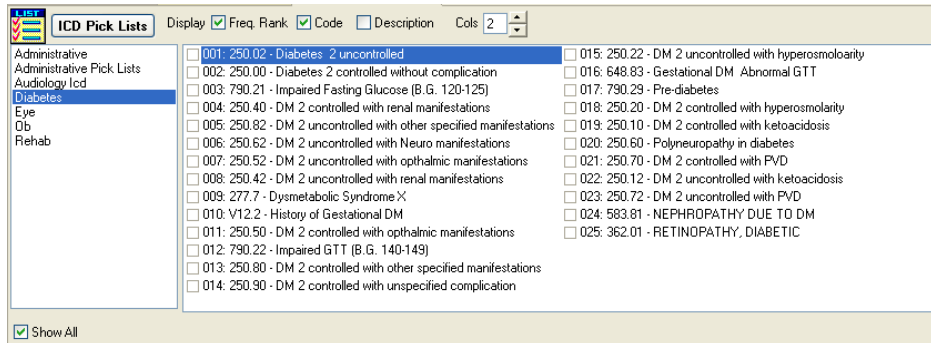 LIST
ICD Pick Lists
Display Freq. Rank Code Description Cols 2
Administrative
Administrative Pick Lists
Audiology Icd
Diabetes
Eye
Ob
Rehab
001: 250.02 - Diabetes 2 uncontrolled
002: 250.00 - Diabetes 2 controlled without complication
003: 790.21 - Impaired Fasting Glucose (B.G. 120-125)
004: 250.40 - DM 2 controlled with renal manifestations
005: 250.82 - DM 2 uncontrolled with other specified manifestations
006: 250.62 - DM 2 uncontrolled with Neuro manifestations
007: 250.52 - DM 2 uncontrolled with opthalmic manifestations
008: 250.42 - DM 2 uncontrolled with renal manifestations
009: 277.7 - Dysmetabolic Syndrome X
010: V12.2 - History of Gestational DM
011: 250.50 - DM 2 controlled with opthalmic manifestations
012: 790.22 - Impaired GTT (B.G. 140-149)
013: 250.80 - DM 2 controlled with other specified manifestations
014: 250.90 - DM 2 controlled with unspecified complication
015: 250.22 - DM 2 uncontrolled with hyperosmoloarity
016: 648.83 - Gestational DM Abnormal GTT
017: 790.29 - Pre-diabetes
018: 250.20 - DM 2 controlled with hyperosmolarity
019: 250.10 - DM 2 controlled with ketoacidosis
020: 250.60 - Polyneuropathy in diabetes
021: 250.70 - DM 2 controlled with PVD
022: 250.12 - DM 2 uncontrolled with ketoacidosis
023: 250.72 - DM 2 uncontrolled with PVD
024: 583.81 - NEPHROPATHY DUE TO DM
025: 362.01 - RETINOPATHY, DIABETIC
Show All